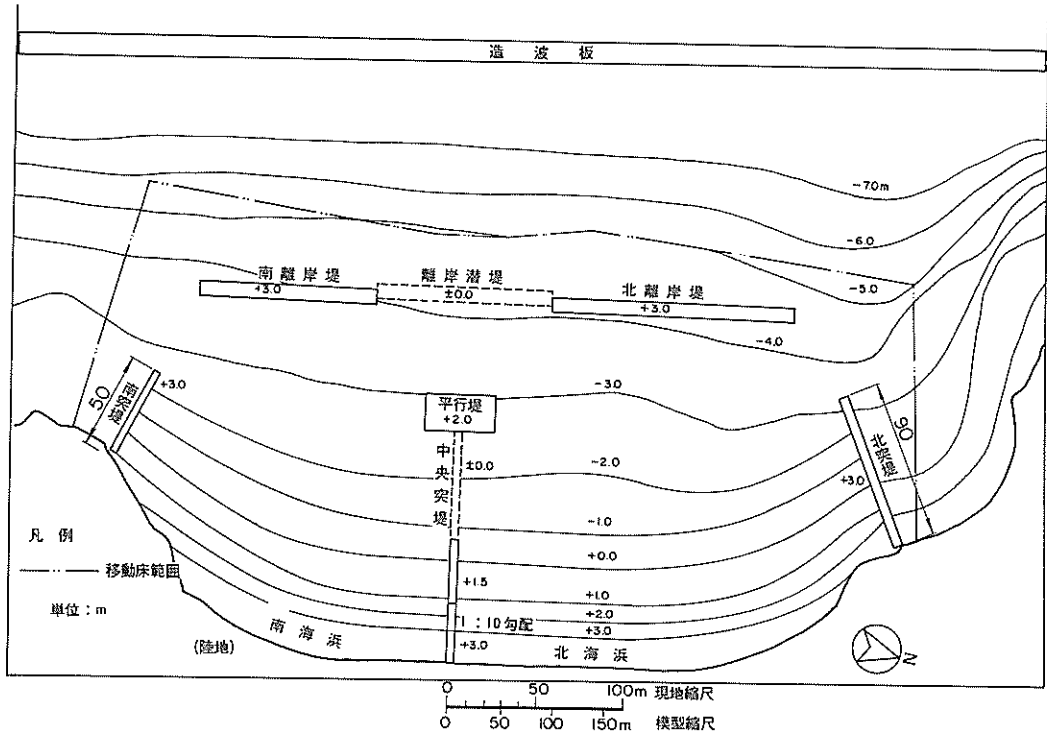 造波板
-7.0m
-6.0
-5.0
南離岸堤
+3.0
離岸潜堤
±0.0
北離岸堤
+3.0
-4.0
-3.0
50
南突堤
+3.0
平行堤
+2.0
中央突堤
±0.0
-2.0
90
北突堤
+3.0
-1.0
+0.0
+1.5
+1.0
+2.0
+3.0
1:10勾配
+3.0
凡例
移動床範囲
単位:m
(陸地)
南海浜
北海浜
N
0 50 100m 現地縮尺
0 50 100 150m 模型縮尺